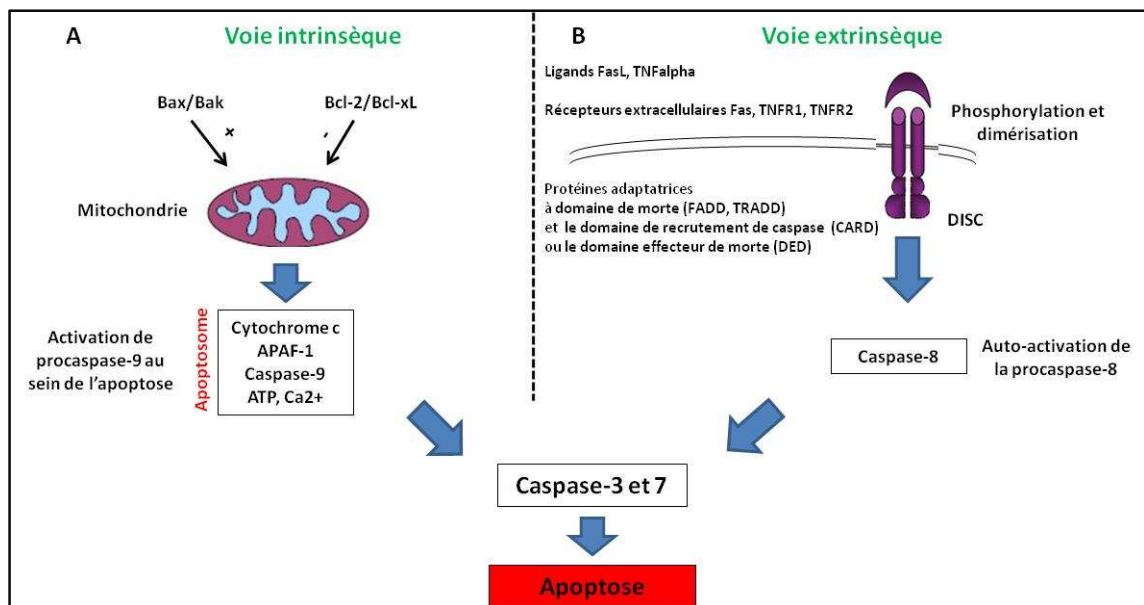 A
Voie intrinsèque
Bax/Bak
Bcl-2/Bcl-xL
+
-
Mitochondrie
Activation de
procaspase-9 au
sein de l'apoptose
Apoptosome
Cytochrome c
APAF-1
Caspase-9
ATP, Ca2+
B
Voie extrinsèque
Ligands FasL, TNFalpha
Récepteurs extracellulaires Fas, TNFR1, TNFR2
Phosphorylation et
dimérisation
Protéines adaptatrices
à domaine de morte (FADD, TRADD)
et le domaine de recrutement de caspase (CARD)
ou le domaine effecteur de morte (DED)
DISC
Caspase-8
Auto-activation de
la procaspase-8
Caspase-3 et 7
Apoptose